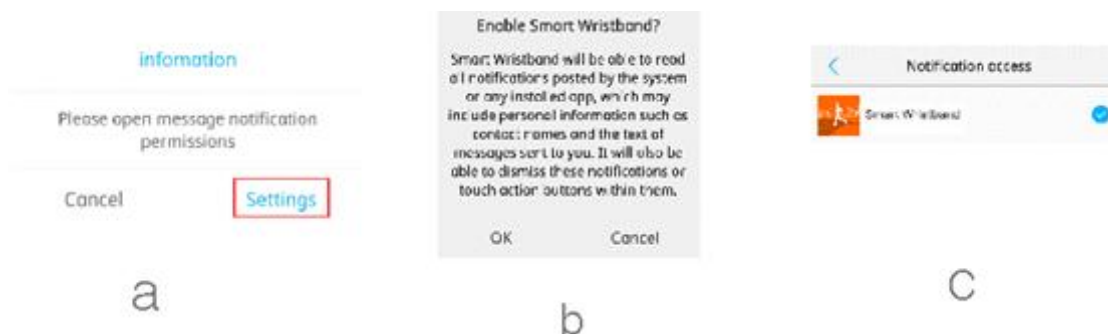 infomation
Please open message notification
permissions
Cancel
Settings
a
Enable Smart Wristband?
Smart Wristband will be able to read
all notifications posted by the system
or any installed app, which may
include personal information such as
contact names and the text of
messages sent to you. It will also be
able to dismiss these notifications or
touch action buttons within them.
OK
Cancel
b
Notification access
Smart Wristband
c